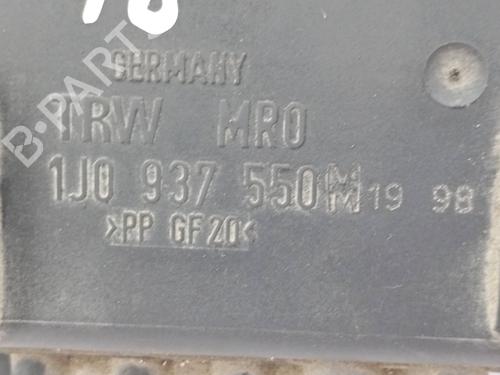 GERMANY
TRW MRO
1J0 937 550M 19 98
>PP GF20<
B-PARTS